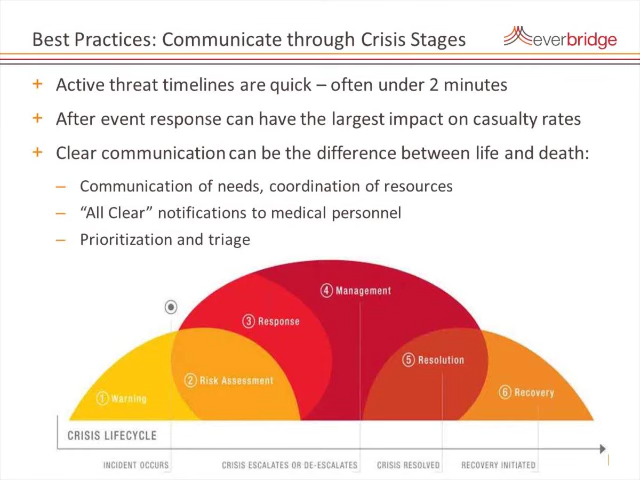 Best Practices: Communicate through Crisis Stages
everbridge
+ Active threat timelines are quick – often under 2 minutes
+ After event response can have the largest impact on casualty rates
+ Clear communication can be the difference between life and death:
– Communication of needs, coordination of resources
– “All Clear” notifications to medical personnel
– Prioritization and triage
4 Management
3 Response
5 Resolution
2 Risk Assessment
6 Recovery
1 Warning
CRISIS LIFECYCLE
INCIDENT OCCURS
CRISIS ESCALATES OR DE-ESCALATES
CRISIS RESOLVED
RECOVERY INITIATED